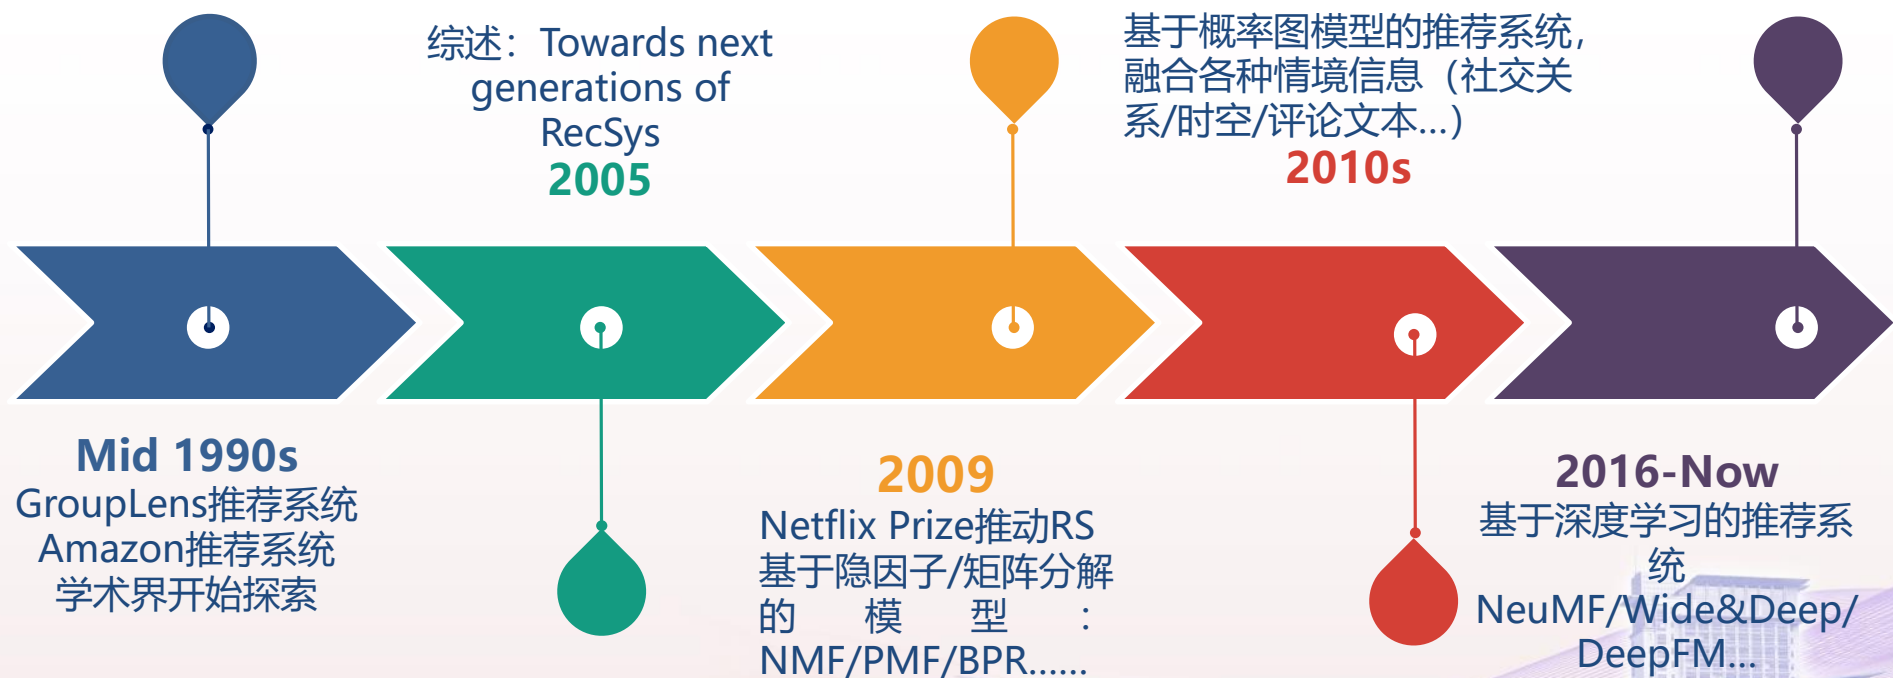 Mid 1990s
GroupLens推荐系统
Amazon推荐系统
学术界开始探索
综述：Towards next
generations of
RecSys
2005
2009
Netflix Prize推动RS
基于隐因子/矩阵分解
的模型：
NMF/PMF/BPR......
基于概率图模型的推荐系统,
融合各种情境信息（社交关
系/时空/评论文本...）
2010s
2016-Now
基于深度学习的推荐系
统
NeuMF/Wide&Deep/
DeepFM...